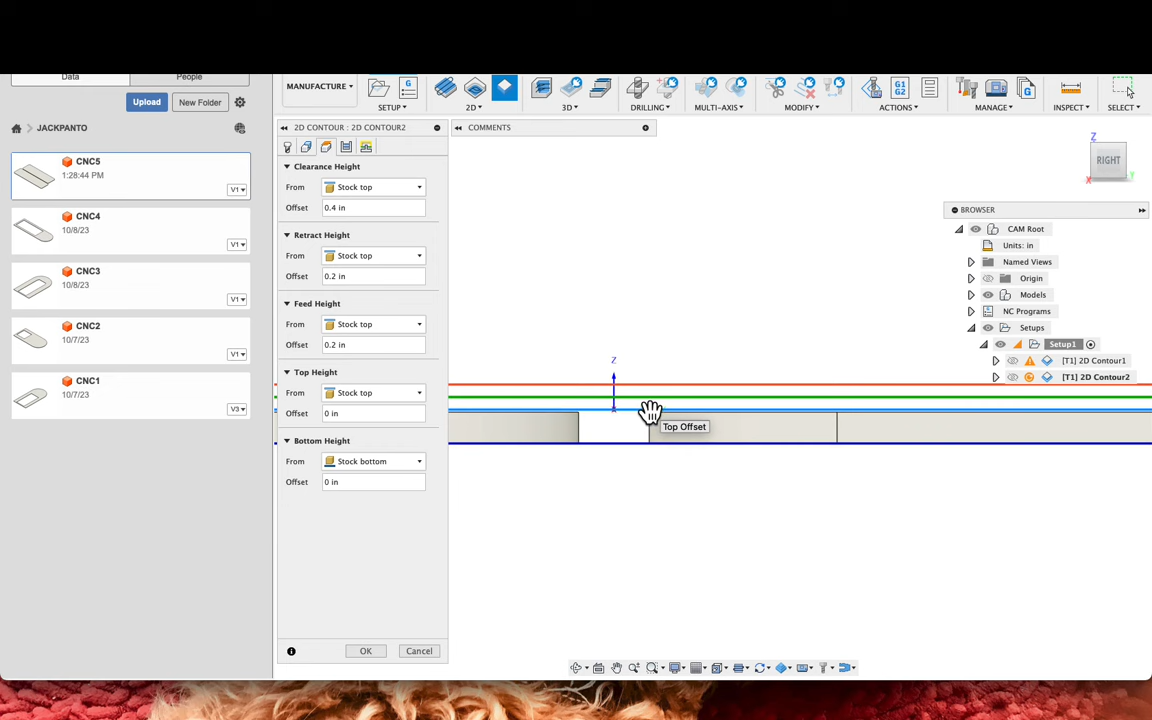 Data People
Upload New Folder
JACKPANTO
CNC5
1:28:44 PM
V1▾
CNC4
10/8/23
V1▾
CNC3
10/8/23
V1▾
CNC2
10/7/23
V1▾
CNC1
10/7/23
V3▾
MANUFACTURE ▾
G
G1
G2
G
SETUP ▾ 2D ▾ 3D ▾ DRILLING ▾ MULTI-AXIS ▾ MODIFY ▾ ACTIONS ▾ MANAGE ▾ INSPECT ▾ SELECT ▾
2D CONTOUR : 2D CONTOUR2
COMMENTS
Clearance Height
From Stock top
Offset 0.4 in
Retract Height
From Stock top
Offset 0.2 in
Feed Height
From Stock top
Offset 0.2 in
Top Height
From Stock top
Offset 0 in
Bottom Height
From Stock bottom
Offset 0 in
OK Cancel
Z
Top Offset
Z
RIGHT
X Y
BROWSER
CAM Root
Units: in
Named Views
Origin
Models
NC Programs
Setups
Setup1
[T1] 2D Contour1
[T1] 2D Contour2